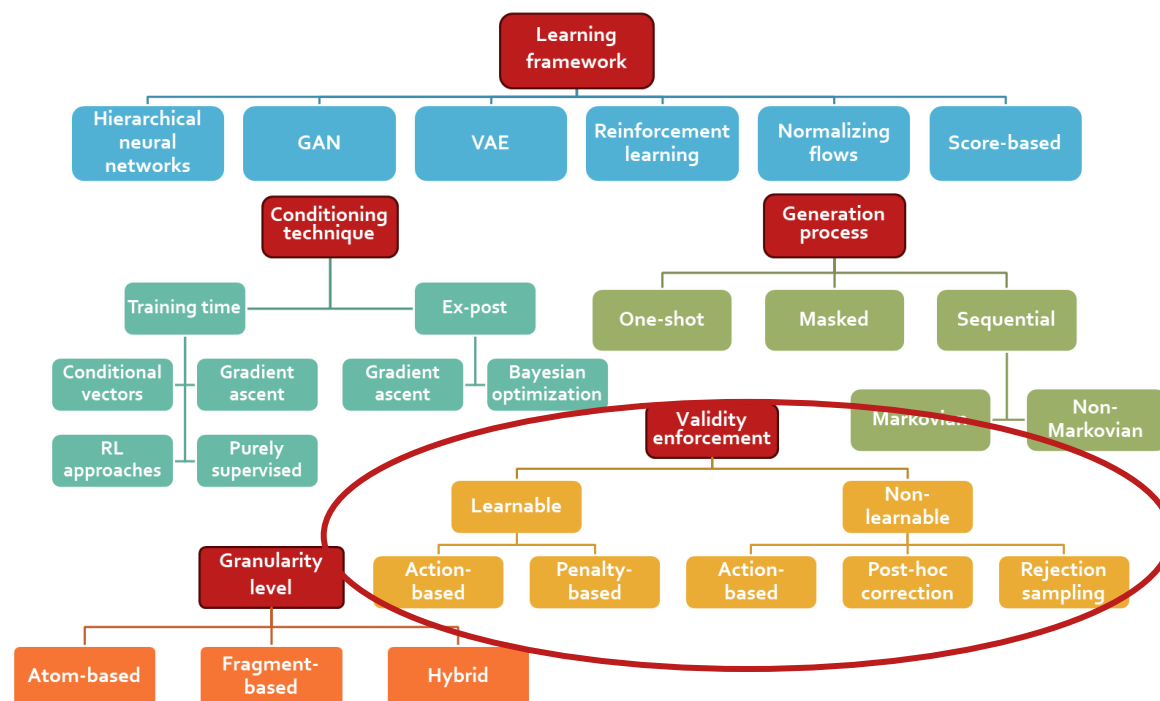 Learning
framework
Hierarchical
neural
networks
GAN
VAE
Reinforcement
learning
Normalizing
flows
Score-based
Conditioning
technique
Generation
process
Training time
Ex-post
One-shot
Masked
Sequential
Conditional
vectors
Gradient
ascent
Gradient
ascent
Bayesian
optimization
Markovian
Non-
Markovian
RL
approaches
Purely
supervised
Validity
enforcement
Learnable
Non-
learnable
Action-
based
Penalty-
based
Action-
based
Post-hoc
correction
Rejection
sampling
Granularity
level
Atom-based
Fragment-
based
Hybrid